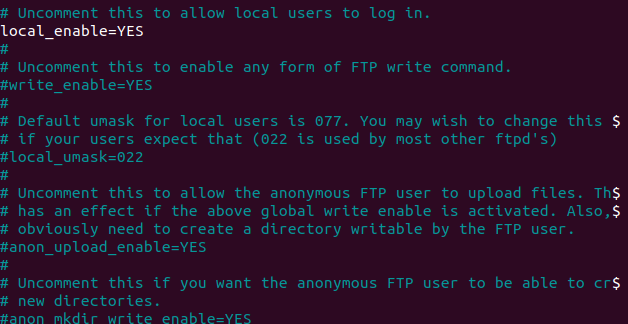 # Uncomment this to allow local users to log in.
local_enable=YES
#
# Uncomment this to enable any form of FTP write command.
#write_enable=YES
#
# Default umask for local users is 077. You may wish to change this $
# if your users expect that (022 is used by most other ftpd's)
#local_umask=022
#
# Uncomment this to allow the anonymous FTP user to upload files. Th$
# has an effect if the above global write enable is activated. Also,$
# obviously need to create a directory writable by the FTP user.
#anon_upload_enable=YES
#
# Uncomment this if you want the anonymous FTP user to be able to cr$
# new directories.
#anon_mkdir_write_enable=YES